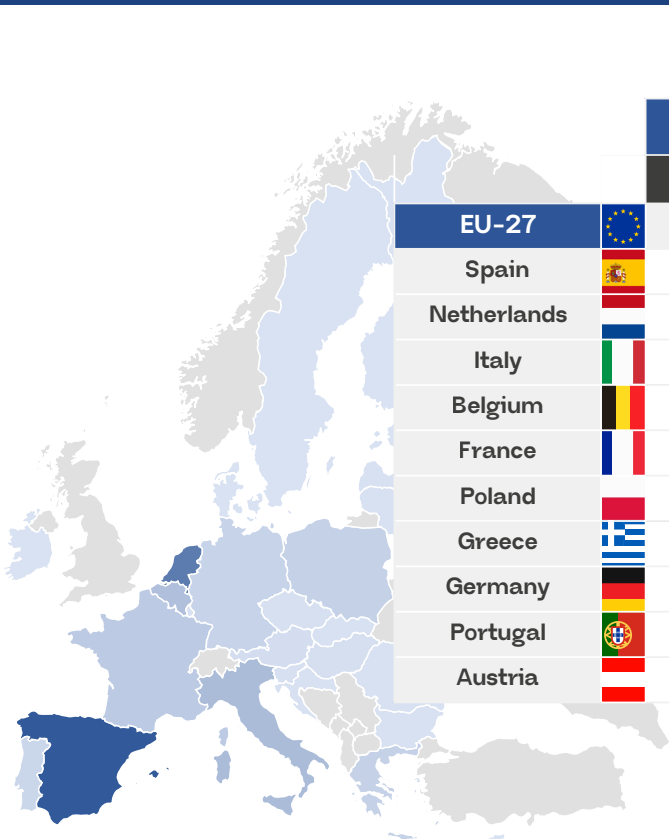 EU-27
Spain
Netherlands
Italy
Belgium
France
Poland
Greece
Germany
Portugal
Austria